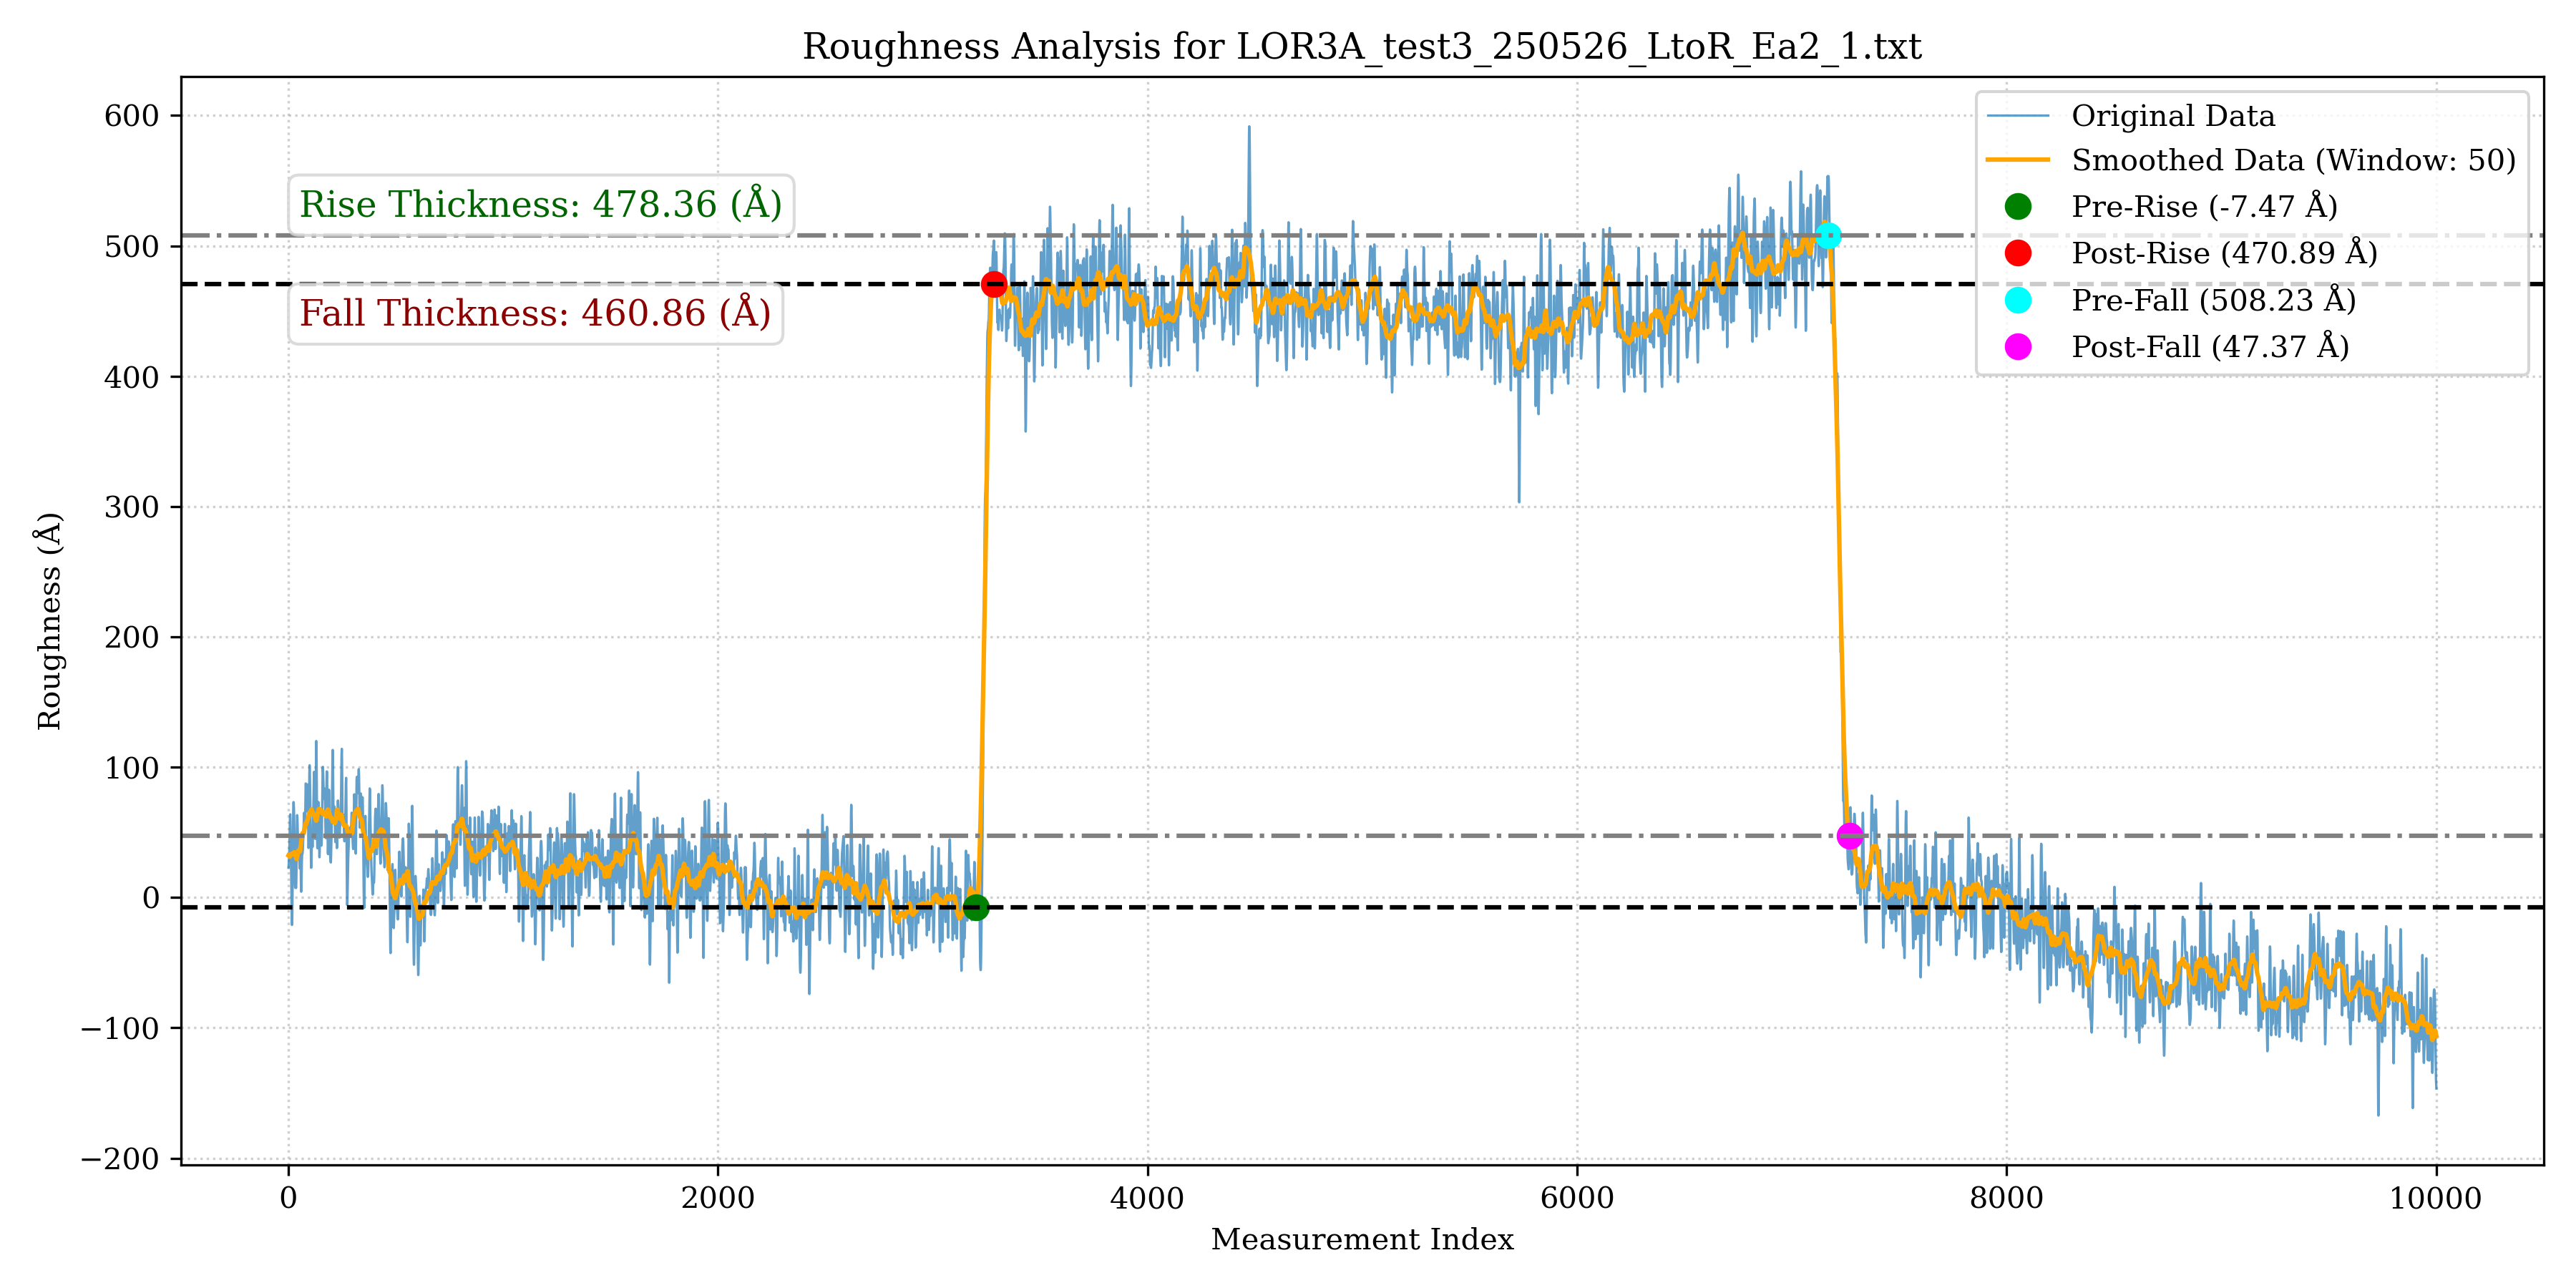 Roughness Analysis for LOR3A_test3_250526_LtoR_Ea2_1.txt
Original Data
Smoothed Data (Window: 50)
Pre-Rise (-7.47 Å)
Post-Rise (470.89 Å)
Pre-Fall (508.23 Å)
Post-Fall (47.37 Å)
Rise Thickness: 478.36 (Å)
Fall Thickness: 460.86 (Å)
Roughness (Å)
600
500
400
300
200
100
0
−100
−200
0
2000
4000
6000
8000
10000
Measurement Index